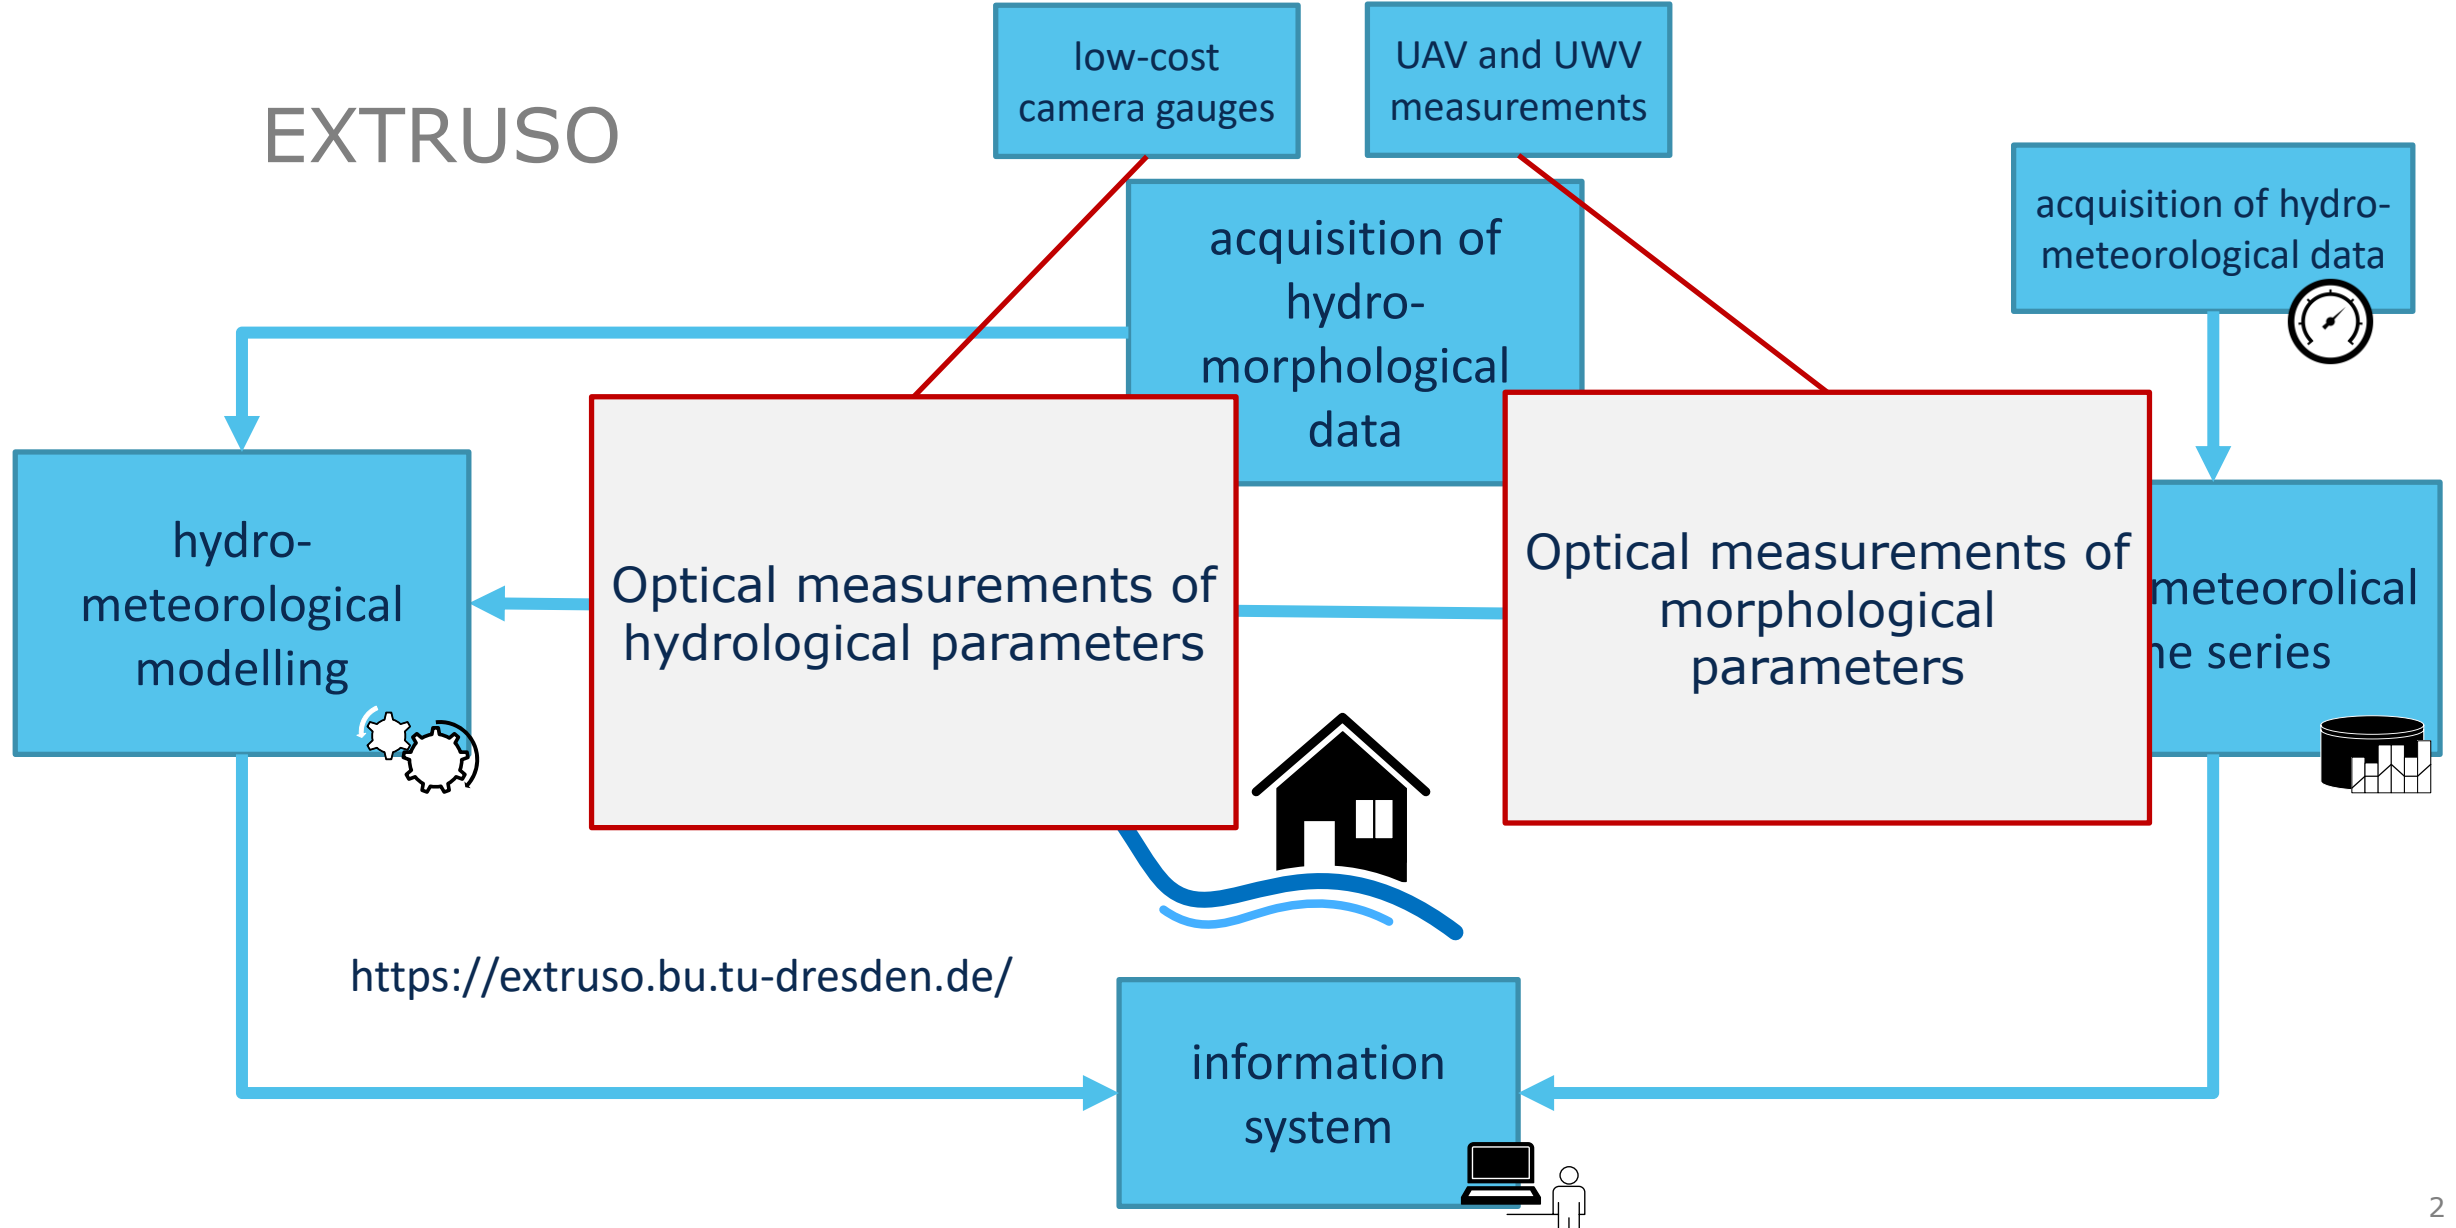 low-cost
camera gauges
UAV and UWV
measurements
EXTRUSO
acquisition of hydro-
meteorological data
acquisition of
hydro-
morphological
data
hydro-
meteorological
modelling
Optical measurements of
hydrological parameters
Optical measurements of
morphological
parameters
meteorolical
series
https://extruso.bu.tu-dresden.de/
information
system
2